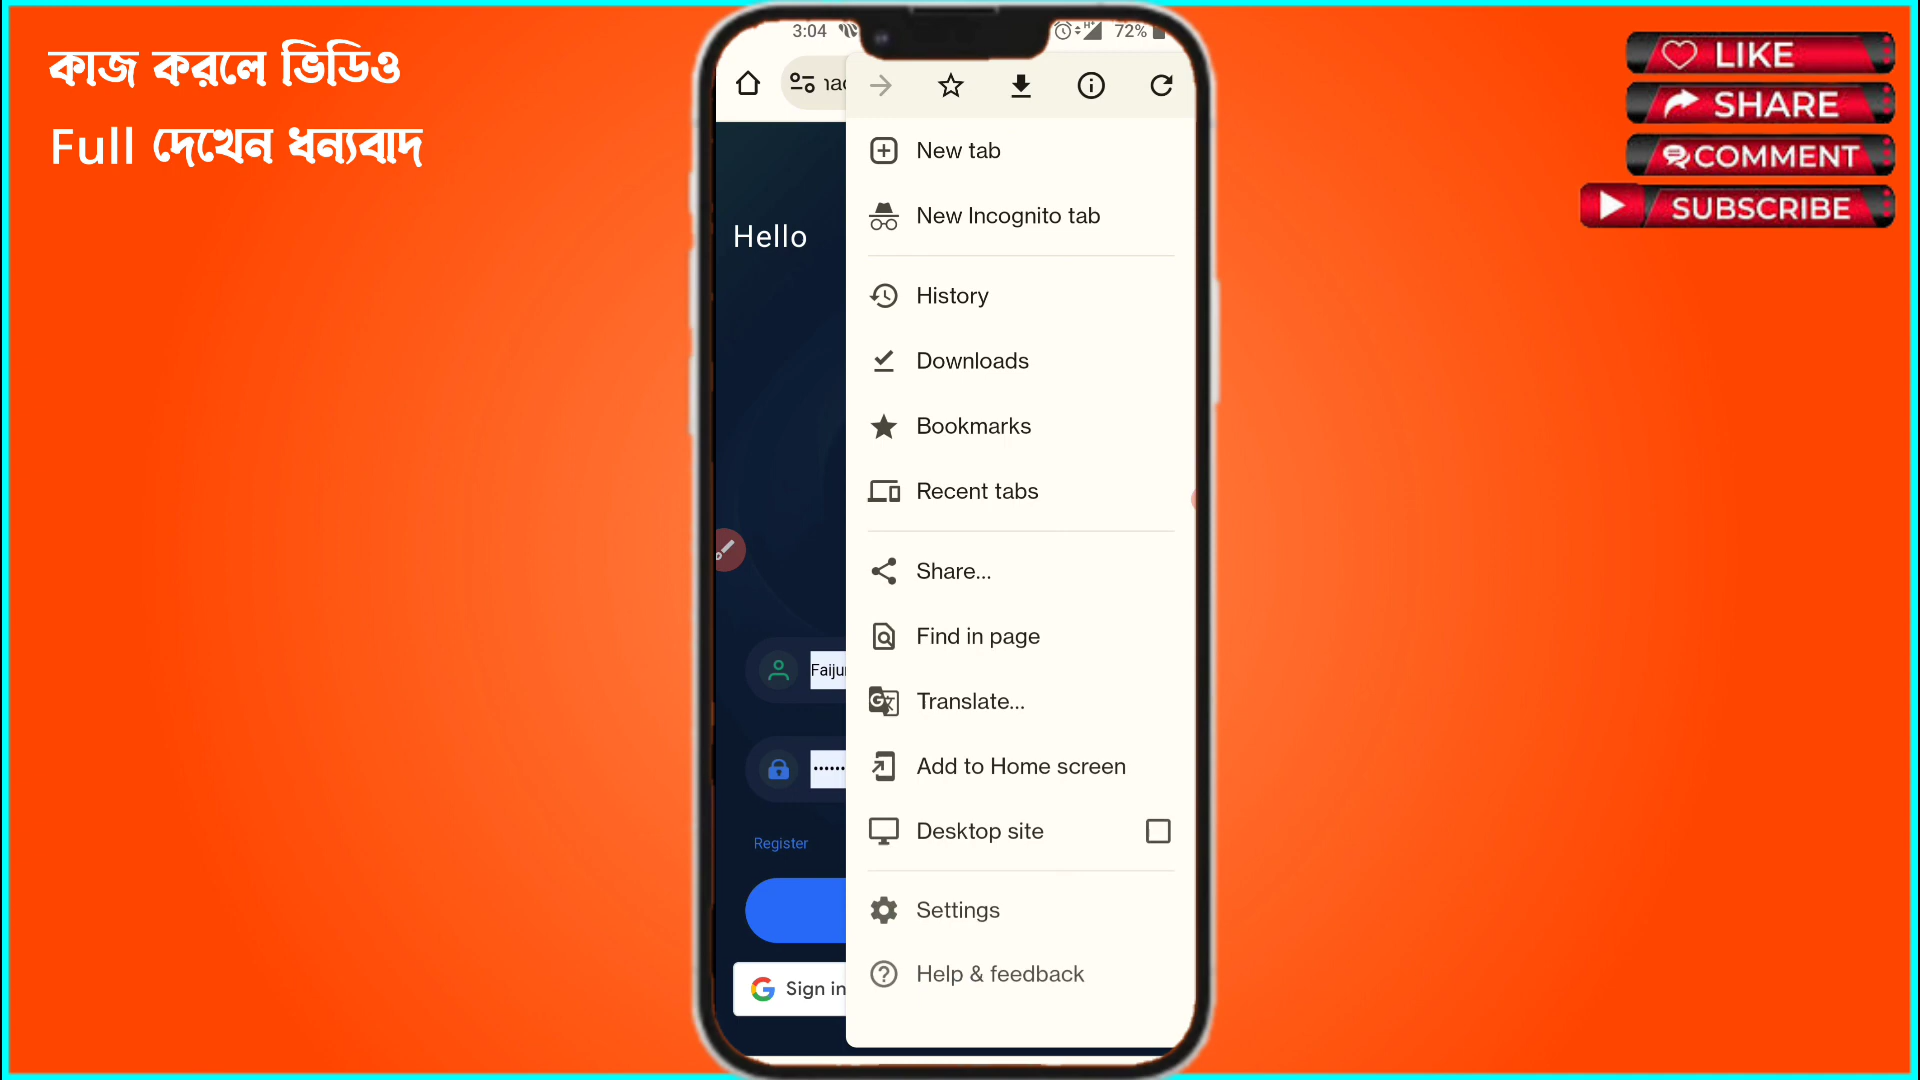 কাজ করলে ভিডিও
Full দেখেন ধন্যবাদ
LIKE
SHARE
COMMENT
SUBSCRIBE
3:04
72%
New tab
New Incognito tab
Hello
History
Downloads
Bookmarks
Recent tabs
Share...
Find in page
Faiju
Translate...
Add to Home screen
Desktop site
Register
Settings
Help & feedback
Sign in